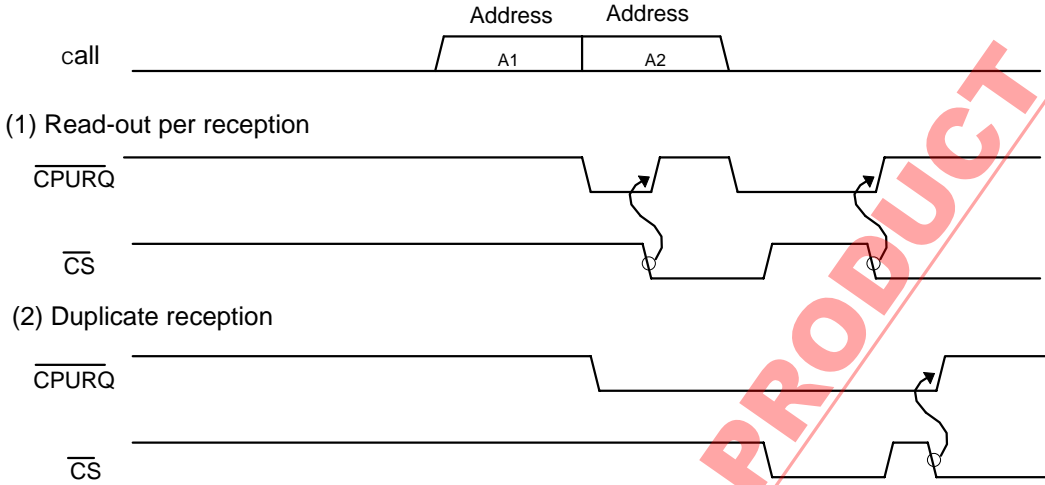 Address Address
call
A1 A2
(1) Read-out per reception
CPURQ
CS
(2) Duplicate reception
CPURQ
CS
PRODUCT